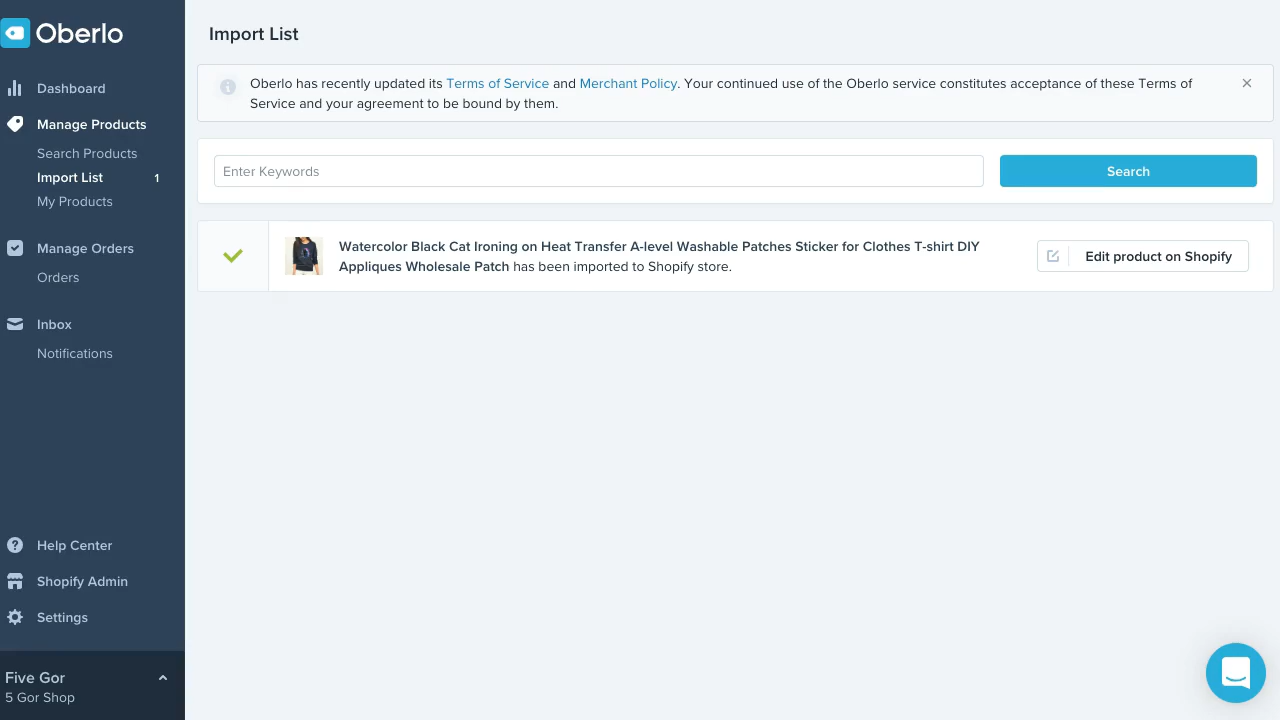 Oberlo
Dashboard
Manage Products
Search Products
Import List 1
My Products
Manage Orders
Orders
Inbox
Notifications
Help Center
Shopify Admin
Settings
Five Gor
5 Gor Shop
Import List
Oberlo has recently updated its Terms of Service and Merchant Policy. Your continued use of the Oberlo service constitutes acceptance of these Terms of
Service and your agreement to be bound by them.
Enter Keywords
Search
Watercolor Black Cat Ironing on Heat Transfer A-level Washable Patches Sticker for Clothes T-shirt DIY
Appliques Wholesale Patch has been imported to Shopify store.
Edit product on Shopify